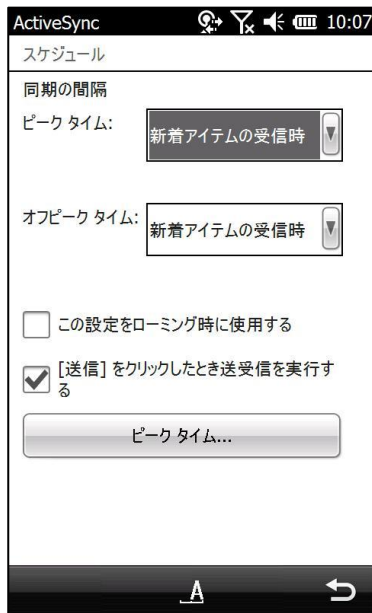 ActiveSync 10:07
スケジュール
同期の間隔
ピーク タイム:
新着アイテムの受信時
オフピーク タイム:
新着アイテムの受信時
この設定をローミング時に使用する
[送信] をクリックしたとき送受信を実行す
る
ピーク タイム...
A